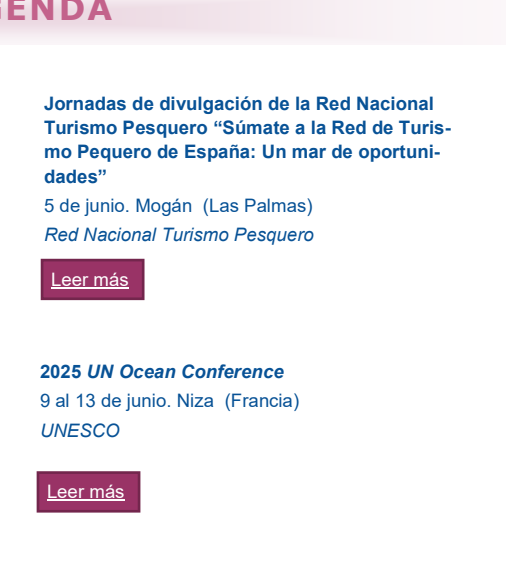 GENDA
Jornadas de divulgación de la Red Nacional
Turismo Pesquero “Súmate a la Red de Turis-
mo Pequero de España: Un mar de oportuni-
dades”
5 de junio. Mogán (Las Palmas)
Red Nacional Turismo Pesquero
Leer más
2025 UN Ocean Conference
9 al 13 de junio. Niza (Francia)
UNESCO
Leer más